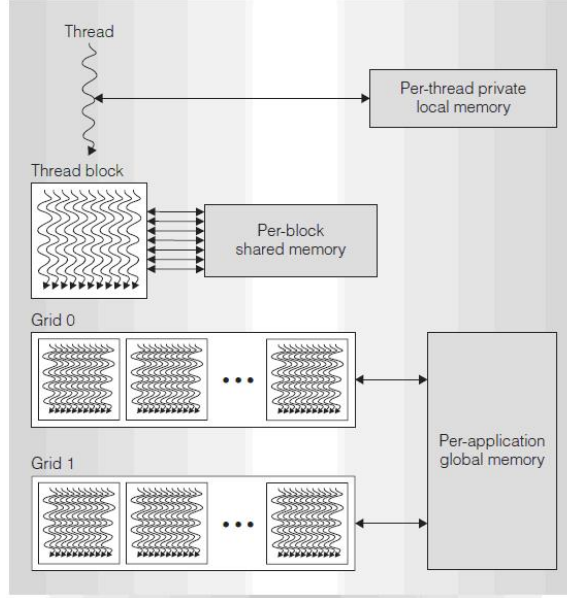 Thread
Per-thread private
local memory
Thread block
Per-block
shared memory
Grid 0
Per-application
global memory
Grid 1